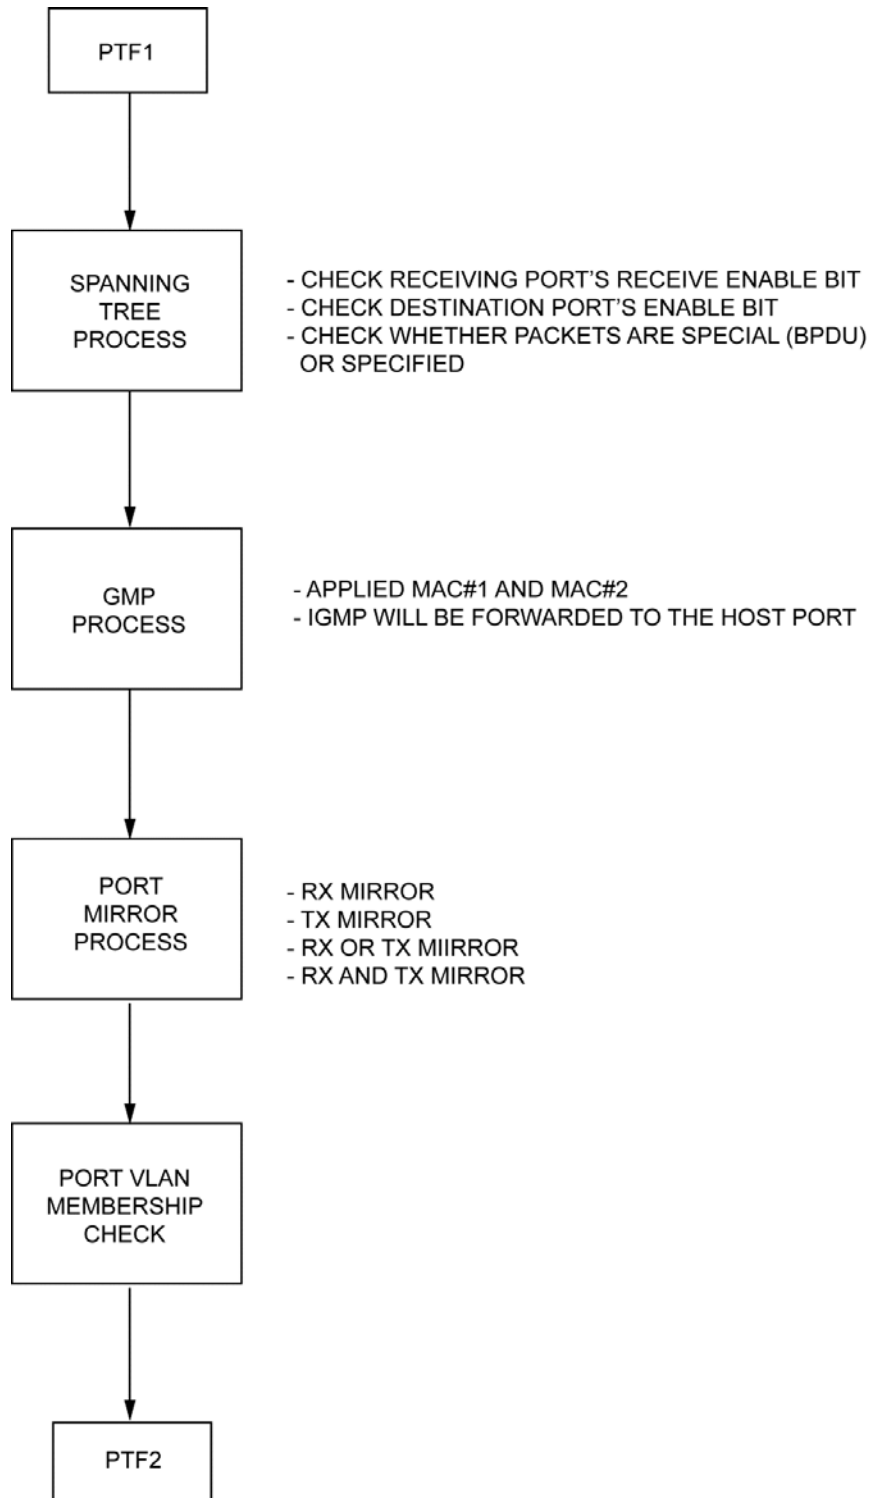 PTF1
SPANNING
TREE
PROCESS
- CHECK RECEIVING PORT'S RECEIVE ENABLE BIT
- CHECK DESTINATION PORT'S ENABLE BIT
- CHECK WHETHER PACKETS ARE SPECIAL (BPDU)
OR SPECIFIED
GMP
PROCESS
- APPLIED MAC#1 AND MAC#2
- IGMP WILL BE FORWARDED TO THE HOST PORT
PORT
MIRROR
PROCESS
- RX MIRROR
- TX MIRROR
- RX OR TX MIIRROR
- RX AND TX MIRROR
PORT VLAN
MEMBERSHIP
CHECK
PTF2